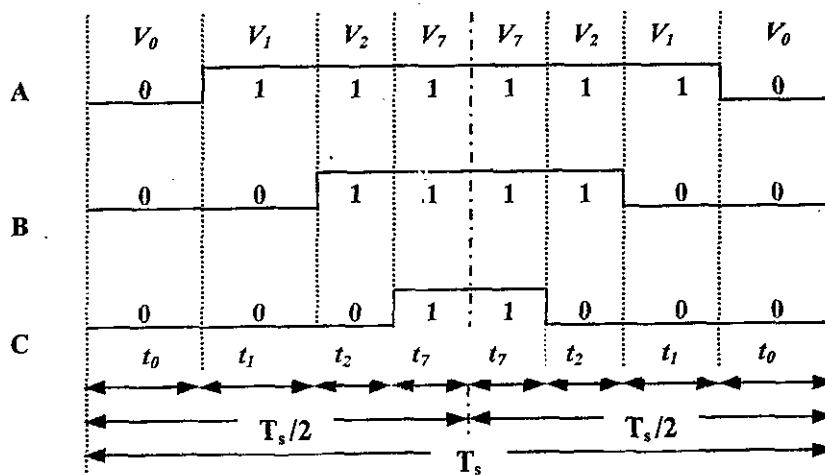 V0 V1 V2 V7 V7 V2 V1 V0
A 0 1 1 1 1 1 1 0
B 0 0 1 1 1 1 0 0
C 0 0 0 1 1 0 0 0
t0 t1 t2 t7 t7 t2 t1 t0
Ts/2 Ts/2
Ts